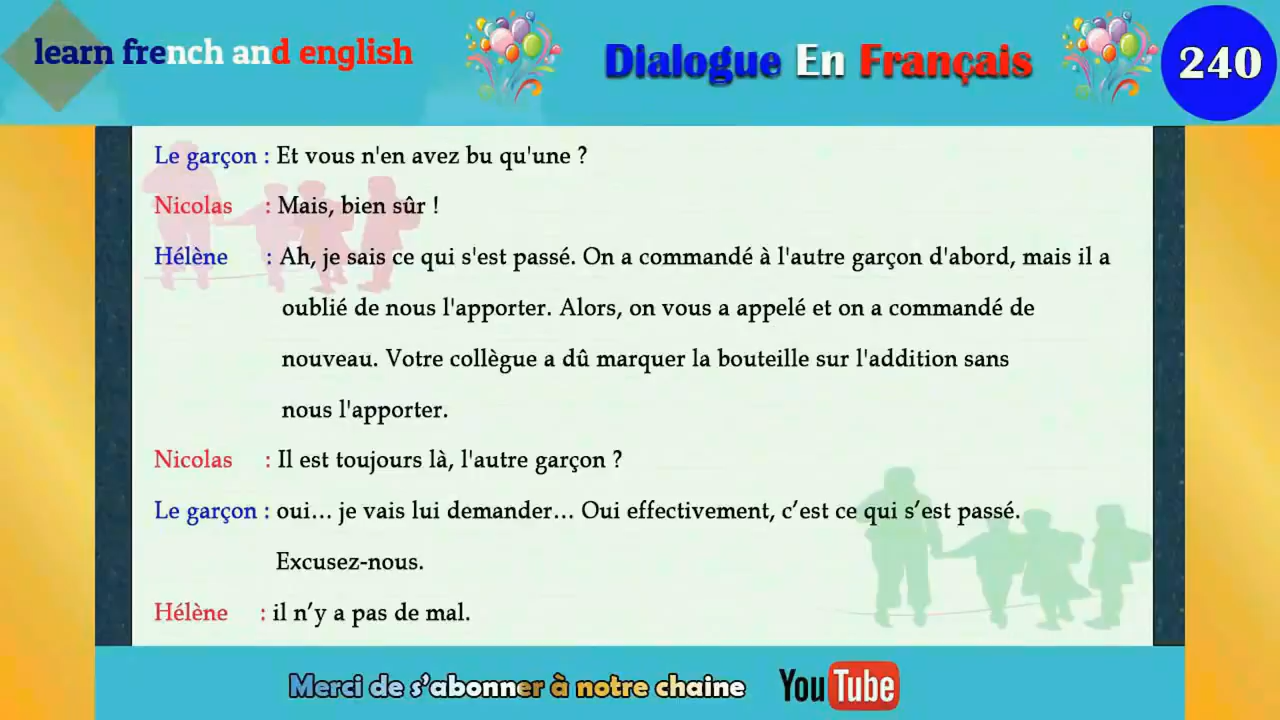 learn french and english
Dialogue En Français
240
Le garçon : Et vous n'en avez bu qu'une ?
Nicolas : Mais, bien sûr !
Hélène : Ah, je sais ce qui s'est passé. On a commandé à l'autre garçon d'abord, mais il a
oublié de nous l'apporter. Alors, on vous a appelé et on a commandé de
nouveau. Votre collègue a dû marquer la bouteille sur l'addition sans
nous l'apporter.
Nicolas : Il est toujours là, l'autre garçon ?
Le garçon : oui... je vais lui demander... Oui effectivement, c’est ce qui s’est passé.
Excusez-nous.
Hélène : il n’y a pas de mal.
Merci de s’abonner à notre chaine
YouTube